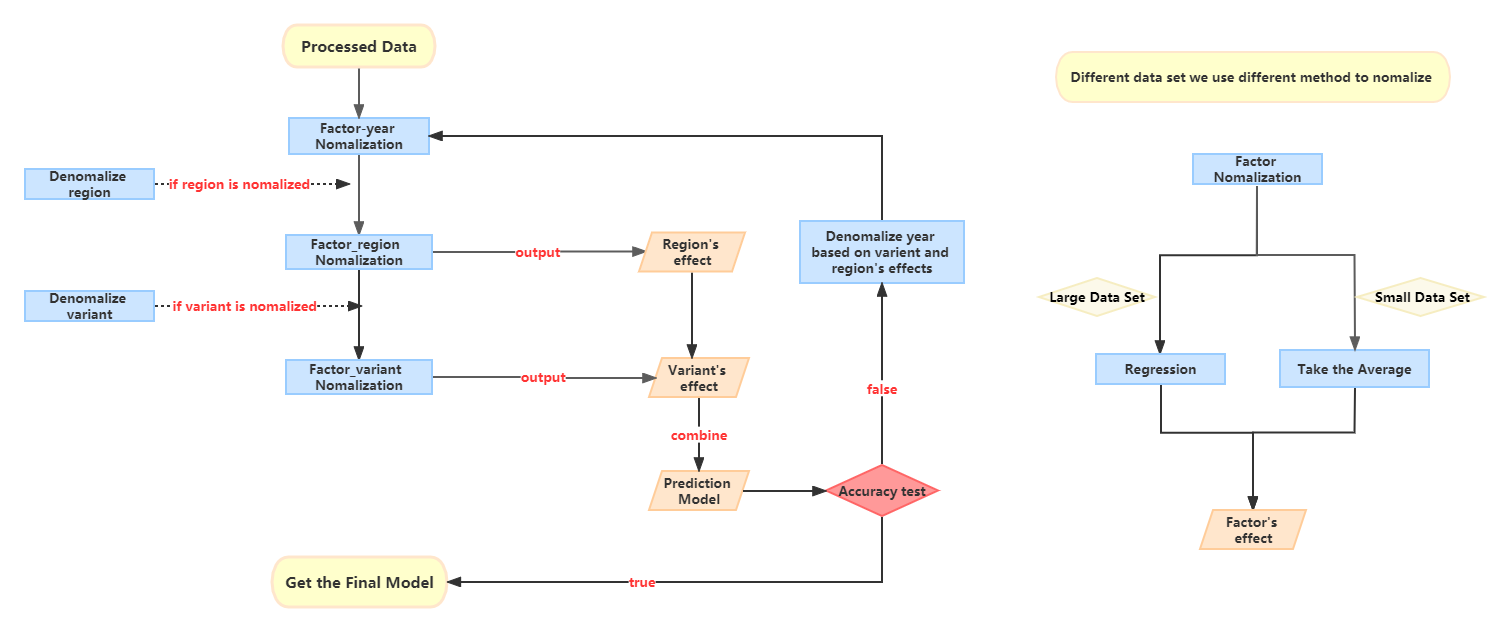 Processed Data
Different data set we use different method to nomalize
Factor-year
Nomalization
Denomalize
region
if region is nomalized
Factor_region
Nomalization
output
Region's
effect
Denomalize year
based on varient and
region's effects
Denomalize
variant
if variant is nomalized
Factor_variant
Nomalization
output
Variant's
effect
false
combine
Prediction
Model
Accuracy test
Get the Final Model
true
Factor
Nomalization
Large Data Set
Small Data Set
Regression
Take the Average
Factor's
effect